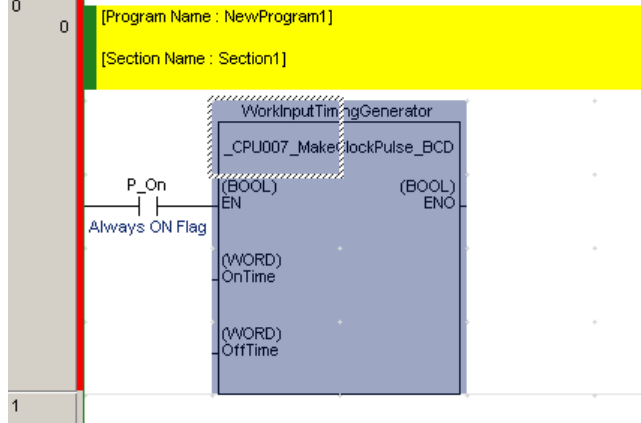 0
0
[Program Name : NewProgram1]
[Section Name : Section1]
WorkInputTimingGenerator
_CPU007_MakeClockPulse_BCD
P_On
(BOOL) (BOOL)
EN ENO
Always ON Flag
(WORD)
OnTime
(WORD)
OffTime
1